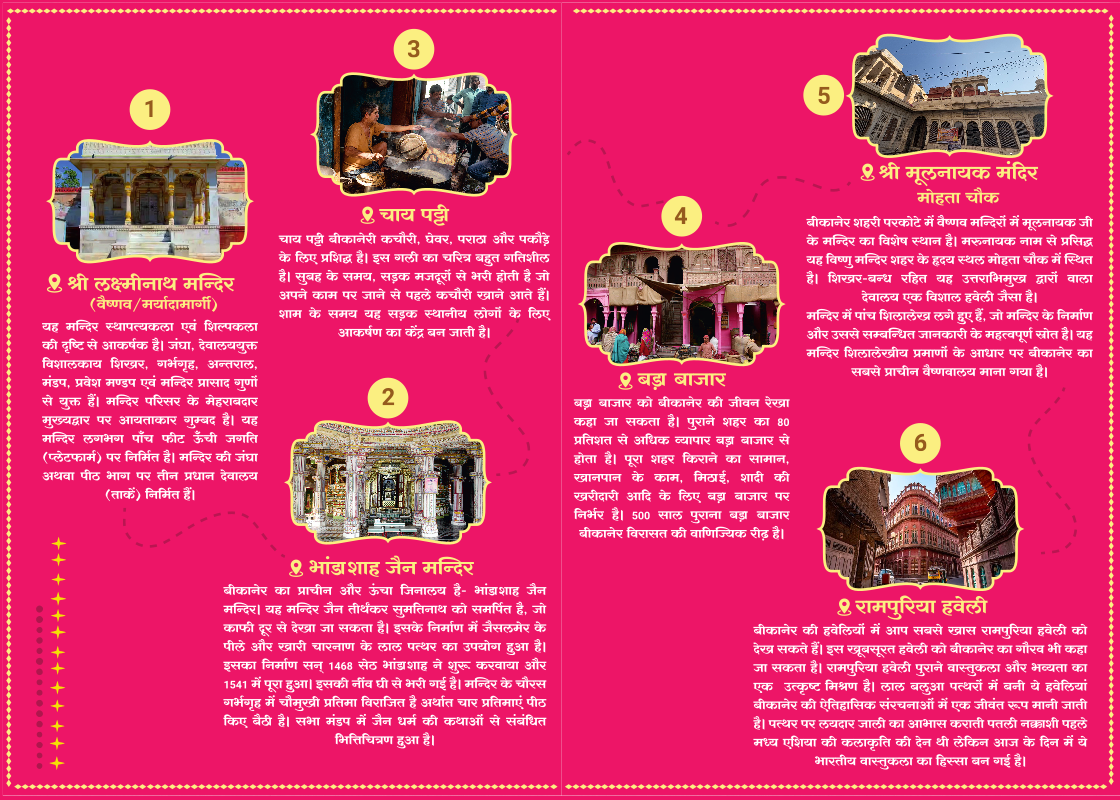 1
श्री लक्ष्मीनाथ मन्दिर
(वैष्णव/मर्यादामार्गी)
यह मन्दिर स्थापत्यकला एवं शिल्पकला
की दृष्टि से आकर्षक है। जंघा, देवालययुक्त
विशालकाय शिखर, गर्भगृह, अन्तराल,
मंडप, प्रवेश मण्डप एवं मन्दिर प्रासाद गुणों
से युक्त हैं। मन्दिर परिसर के मेहराबदार
मुख्यद्वार पर आयताकार गुम्बद है। यह
मन्दिर लगभग पाँच फीट ऊँची जगति
(प्लेटफार्म) पर निर्मित है। मन्दिर की जंघा
अथवा पीठ भाग पर तीन प्रधान देवालय
(ताकें) निर्मित हैं।
2
भांडाशाह जैन मन्दिर
बीकानेर का प्राचीन और ऊंचा जिनालय है- भांडाशाह जैन
मन्दिर। यह मन्दिर जैन तीर्थंकर सुमतिनाथ को समर्पित है, जो
काफी दूर से देखा जा सकता है। इसके निर्माण में जैसलमेर के
पीले और खारी चारनाण के लाल पत्थर का उपयोग हुआ है।
इसका निर्माण सन् 1468 सेठ भांडाशाह ने शुरू करवाया और
1541 में पूरा हुआ। इसकी नींव घी से भरी गई है। मन्दिर के चौरस
गर्भगृह में चौमुखी प्रतिमा विराजित है अर्थात चार प्रतिमाएं पीठ
किए बैठी है। सभा मंडप में जैन धर्म की कथाओं से संबंधित
भित्तिचित्रण हुआ है।
3
चाय पट्टी
चाय पट्टी बीकानेरी कचौरी, घेवर, पराठा और पकौड़े
के लिए प्रशिद्ध है। इस गली का चरित्र बहुत गतिशील
है। सुबह के समय, सड़क मजदूरों से भरी होती है जो
अपने काम पर जाने से पहले कचौरी खाने आते हैं।
शाम के समय यह सड़क स्थानीय लोगों के लिए
आकर्षण का केंद्र बन जाती है।
4
बड़ा बाजार
बड़ा बाजार को बीकानेर की जीवन रेखा
कहा जा सकता है। पुराने शहर का 80
प्रतिशत से अधिक व्यापार बड़ा बाजार से
होता है। पूरा शहर किराने का सामान,
खानपान के काम, मिठाई, शादी की
खरीदारी आदि के लिए बड़ा बाजार पर
निर्भर है। 500 साल पुराना बड़ा बाजार
बीकानेर विरासत की वाणिज्यिक रीढ़ है।
5
श्री मूलनायक मंदिर
मोहता चौक
बीकानेर शहरी परकोटे में वैष्णव मन्दिरों में मूलनायक जी
के मन्दिर का विशेष स्थान है। मरुनायक नाम से प्रसिद्ध
यह विष्णु मन्दिर शहर के हृदय स्थल मोहता चौक में स्थित
है। शिखर-बन्ध रहित यह उत्तराभिमुख द्वारों वाला
देवालय एक विशाल हवेली जैसा है।
मन्दिर में पांच शिलालेख लगे हुए हैं, जो मन्दिर के निर्माण
और उससे सम्बन्धित जानकारी के महत्वपूर्ण स्रोत है। यह
मन्दिर शिलालेखीय प्रमाणों के आधार पर बीकानेर का
सबसे प्राचीन वैष्णवालय माना गया है।
6
रामपुरिया हवेली
बीकानेर की हवेलियों में आप सबसे खास रामपुरिया हवेली को
देख सकते हैं। इस खूबसूरत हवेली को बीकानेर का गौरव भी कहा
जा सकता है। रामपुरिया हवेली पुराने वास्तुकला और भव्यता का
एक उत्कृष्ट मिश्रण है। लाल बलुआ पत्थरों में बनी ये हवेलियां
बीकानेर की ऐतिहासिक संरचनाओं में एक जीवंत रूप मानी जाती
है। पत्थर पर लयदार जाली का आभास कराती पतली नक्काशी पहले
मध्य एशिया की कलाकृति की देन थी लेकिन आज के दिन में ये
भारतीय वास्तुकला का हिस्सा बन गई है।